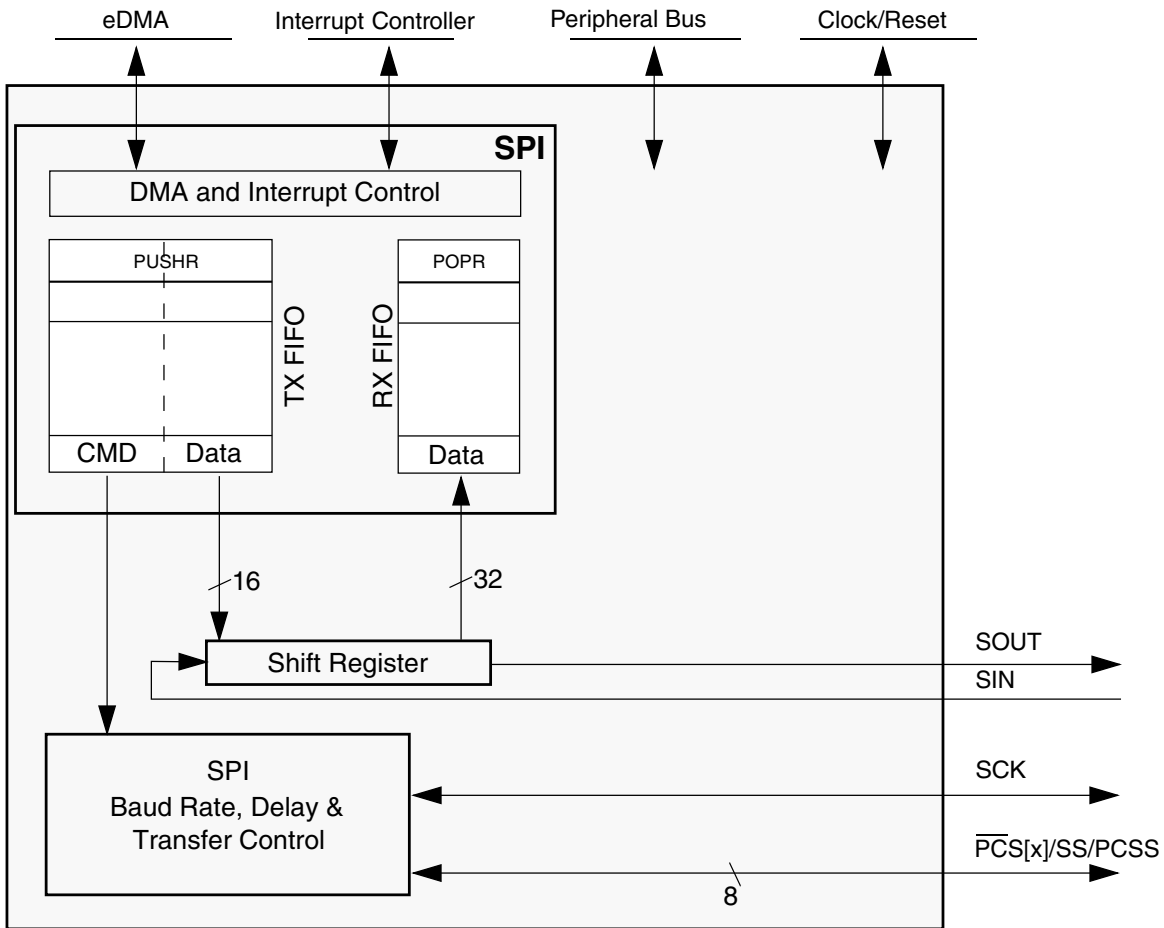 eDMA
Interrupt Controller
Peripheral Bus
Clock/Reset
SPI
DMA and Interrupt Control
PUSHR
POPR
TX FIFO
RX FIFO
CMD
Data
Data
16
32
Shift Register
SOUT
SIN
SPI
Baud Rate, Delay &
Transfer Control
SCK
PCS[x]/SS/PCSS
8